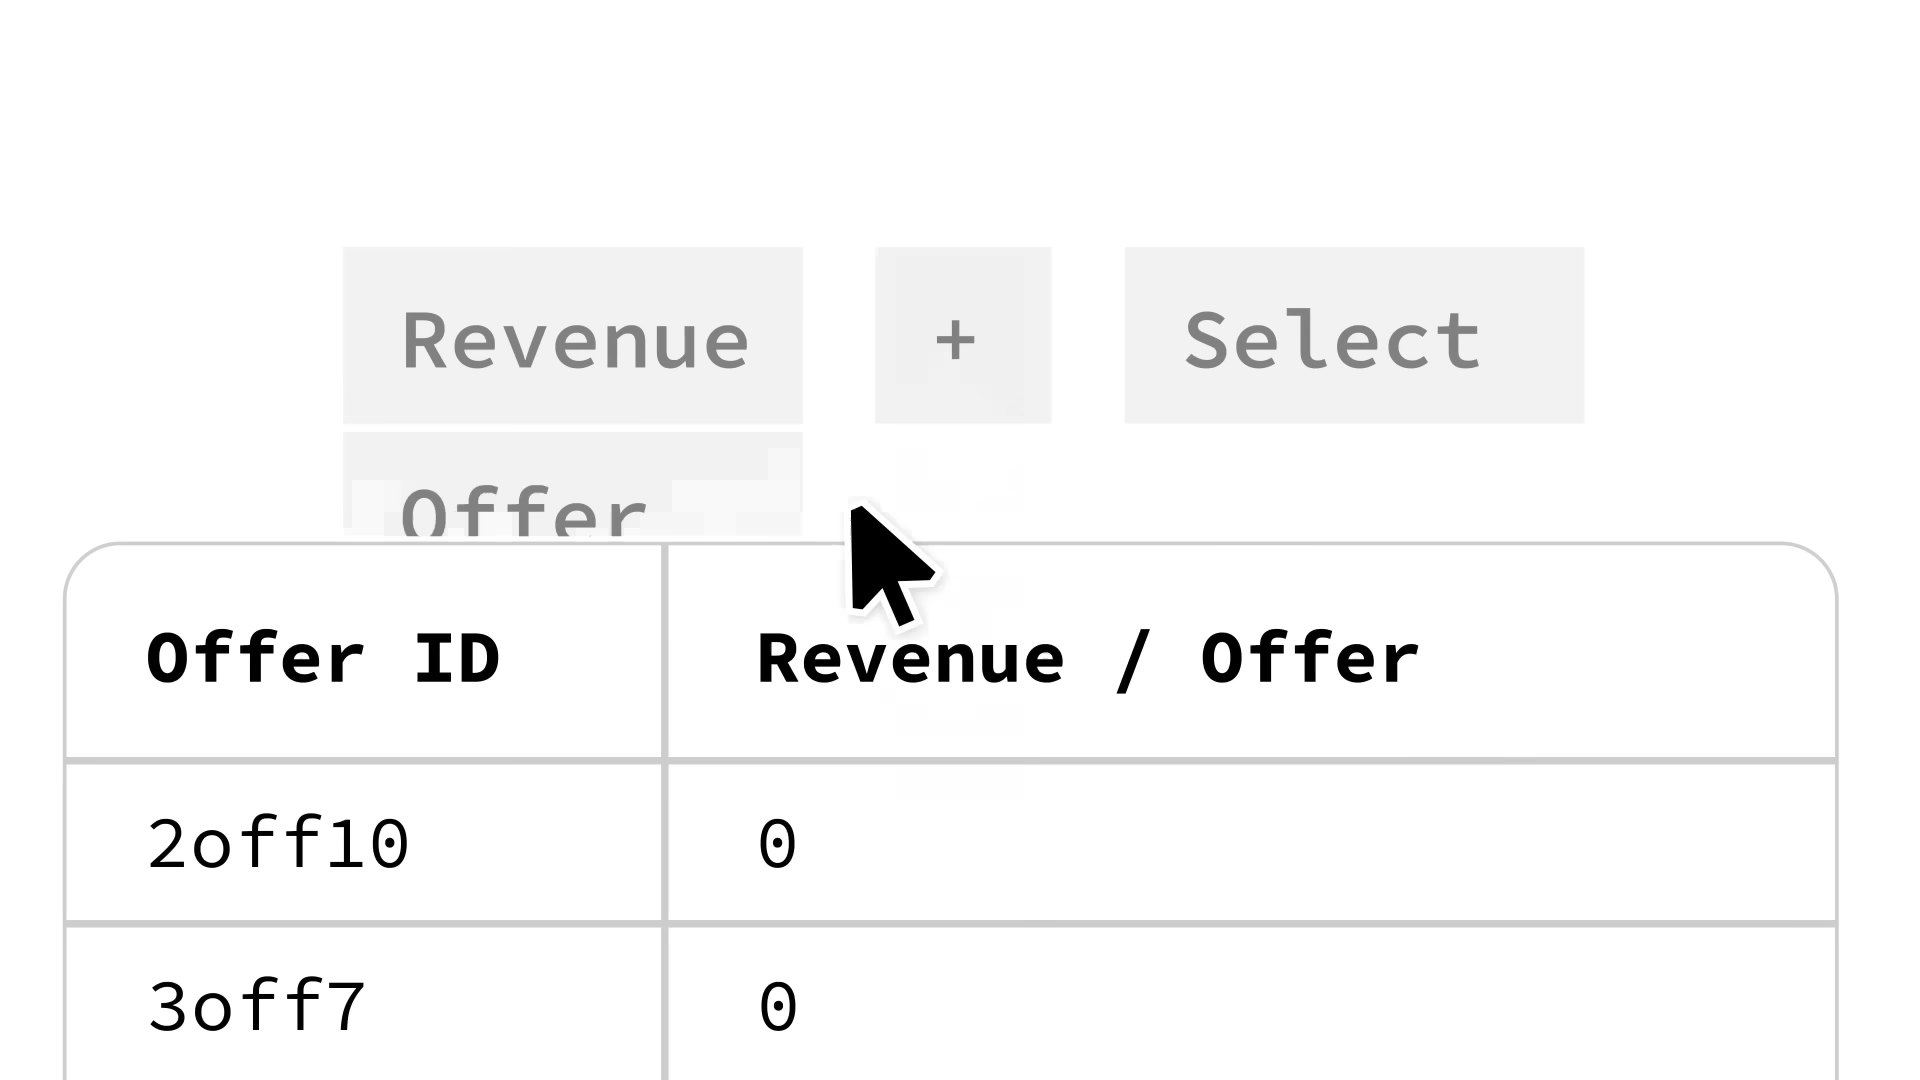 Revenue + Select
Offer
Offer ID Revenue / Offer
2off10 0
3off7 0